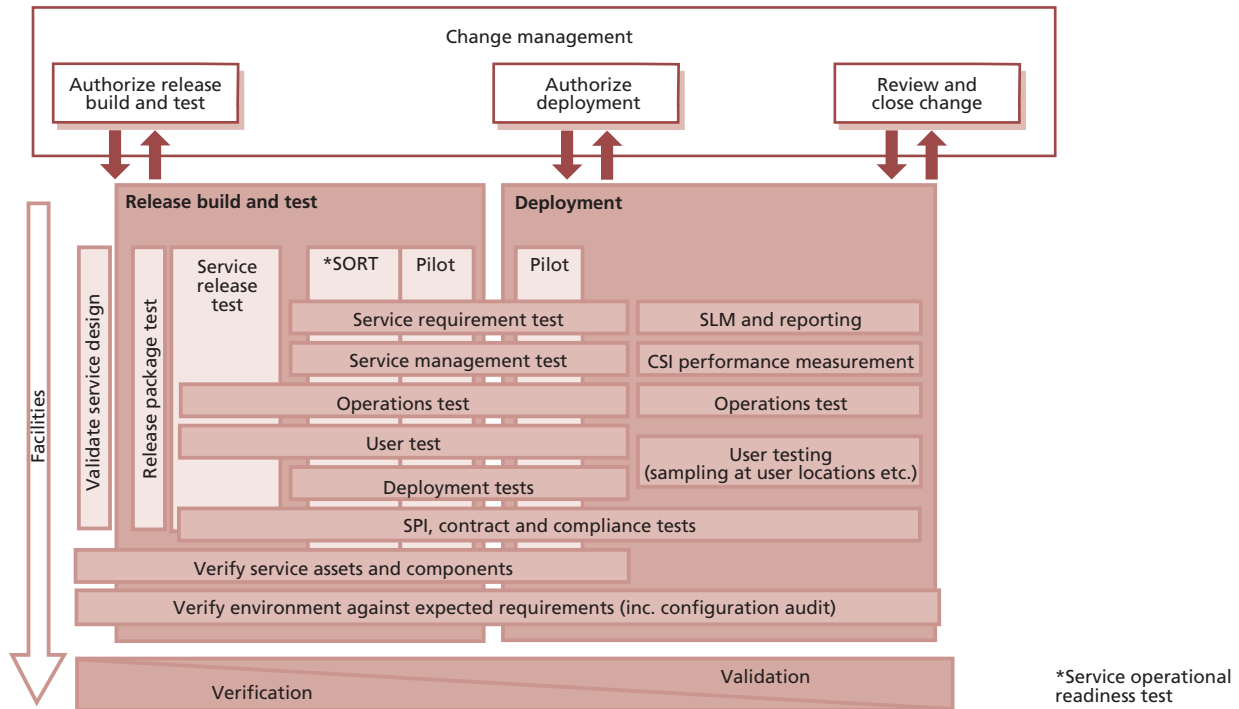 Change management
Authorize release
build and test
Authorize
deployment
Review and
close change
Release build and test
Deployment
Facilities
Validate service design
Release package test
Service
release
test
*SORT
Pilot
Pilot
Service requirement test
SLM and reporting
Service management test
CSI performance measurement
Operations test
Operations test
User test
User testing
(sampling at user locations etc.)
Deployment tests
SPI, contract and compliance tests
Verify service assets and components
Verify environment against expected requirements (inc. configuration audit)
Verification
Validation
*Service operational
readiness test